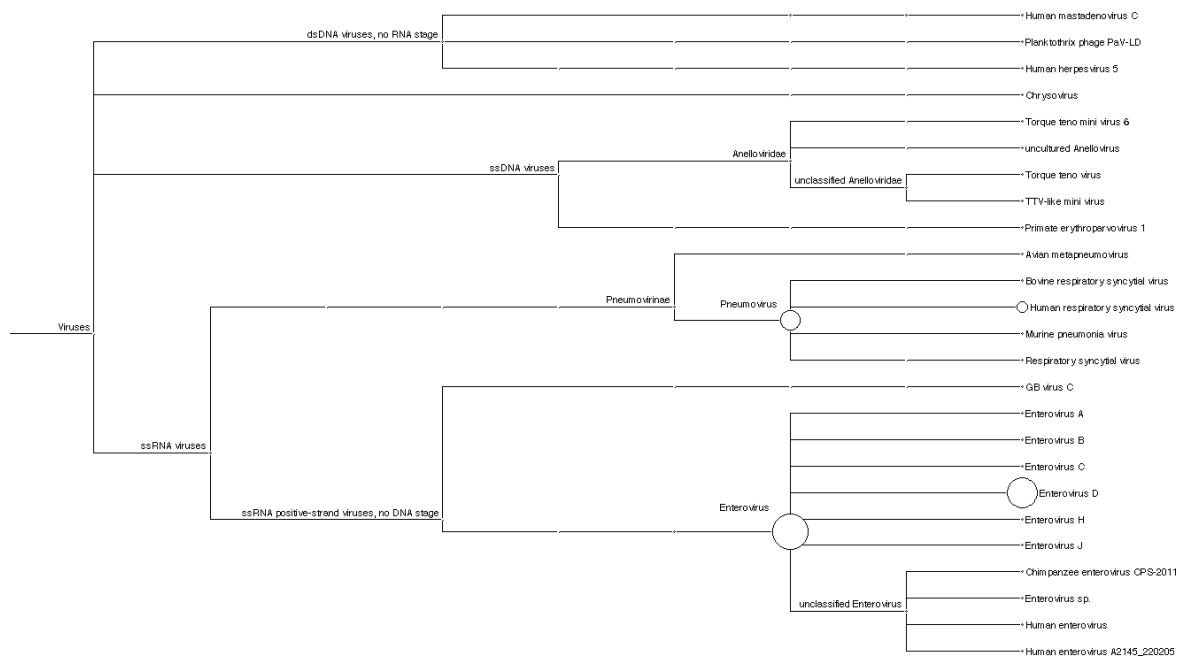 Human mastadenovirus C
dsDNA viruses, no RNA stage
Planktothrix phage PaV-LD
Human herpesvirus 5
Chrysovirus
Torque teno mini virus 6
uncultured Anellovirus
Anelloviridae
ssDNA viruses
Torque teno virus
unclassified Anelloviridae
TTV-like mini virus
Primate erythroparvovirus 1
Avian metapneumovirus
Bovine respiratory syncytial virus
Pneumovirinae
Pneumovirus
Human respiratory syncytial virus
Viruses
Murine pneumonia virus
Respiratory syncytial virus
GB virus C
Enterovirus A
Enterovirus B
ssRNA viruses
Enterovirus C
Enterovirus D
Enterovirus
ssRNA positive-strand viruses, no DNA stage
Enterovirus H
Enterovirus J
Chimpanzee enterovirus CPS-2011
Enterovirus sp.
unclassified Enterovirus
Human enterovirus
Human enterovirus A2145_220205